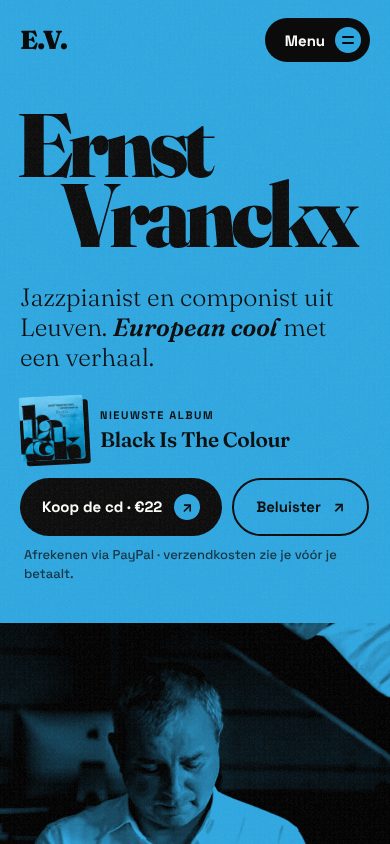 E.V.
Menu
Ernst
Vranckx
Jazzpianist en componist uit
Leuven. European cool met
een verhaal.
NIEUWSTE ALBUM
Black Is The Colour
Koop de cd · €22
Beluister
Afrekenen via PayPal · verzendkosten zie je vóór je
betaalt.